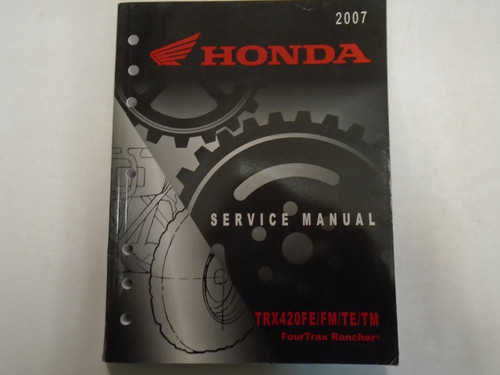 2007
HONDA
SERVICE MANUAL
TRX420FE/FM/TE/TM
FourTrax Rancher®